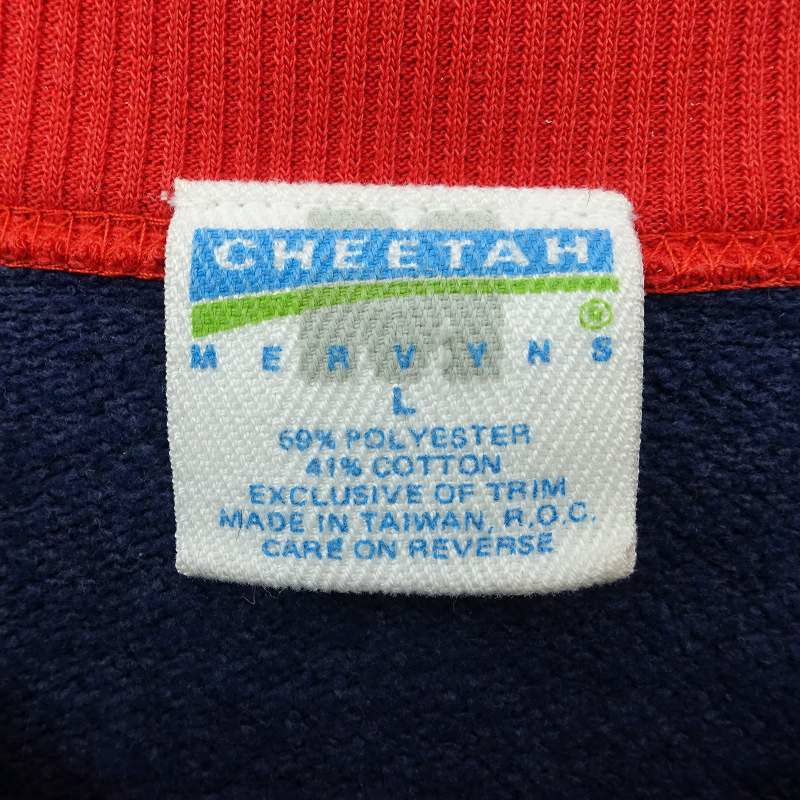 CHEETAH
®
MERVYNS
L
59% POLYESTER
41% COTTON
EXCLUSIVE OF TRIM
MADE IN TAIWAN, R.O.C.
CARE ON REVERSE